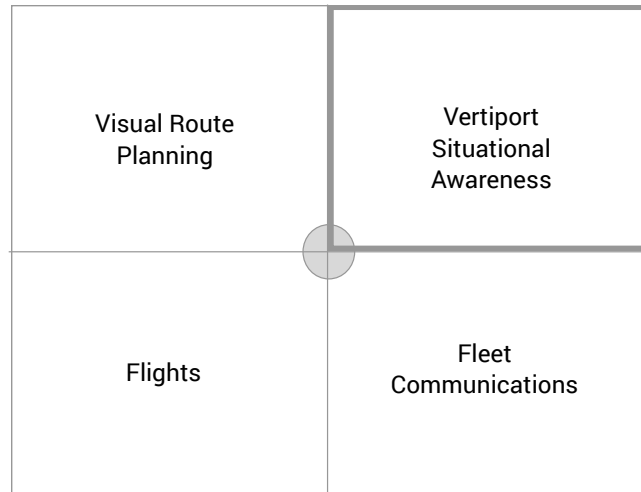 Visual Route
Planning
Vertiport
Situational
Awareness
Flights
Fleet
Communications